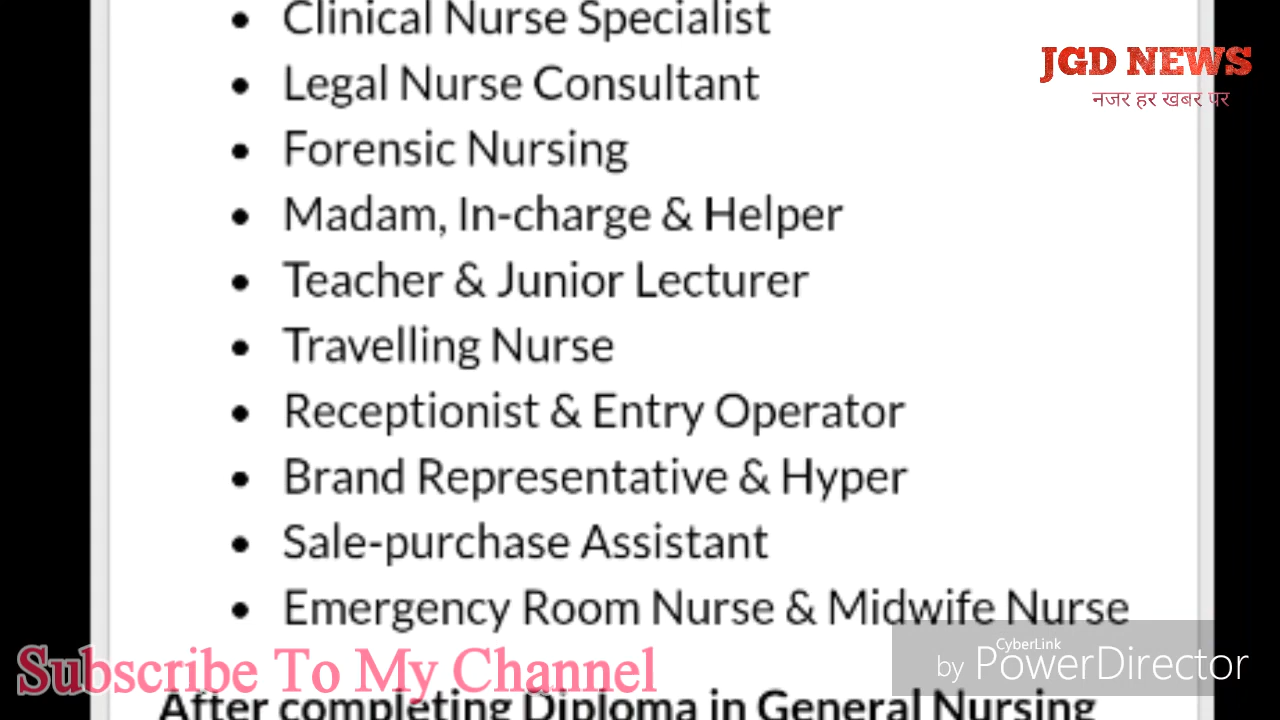 Clinical Nurse Specialist
JGD NEWS
नजर हर खबर पर
Legal Nurse Consultant
Forensic Nursing
Madam, In-charge & Helper
Teacher & Junior Lecturer
Travelling Nurse
Receptionist & Entry Operator
Brand Representative & Hyper
Sale-purchase Assistant
Emergency Room Nurse & Midwife Nurse
Subscribe To My Channel
CyberLink
by PowerDirector
After completing Diploma in General Nursing